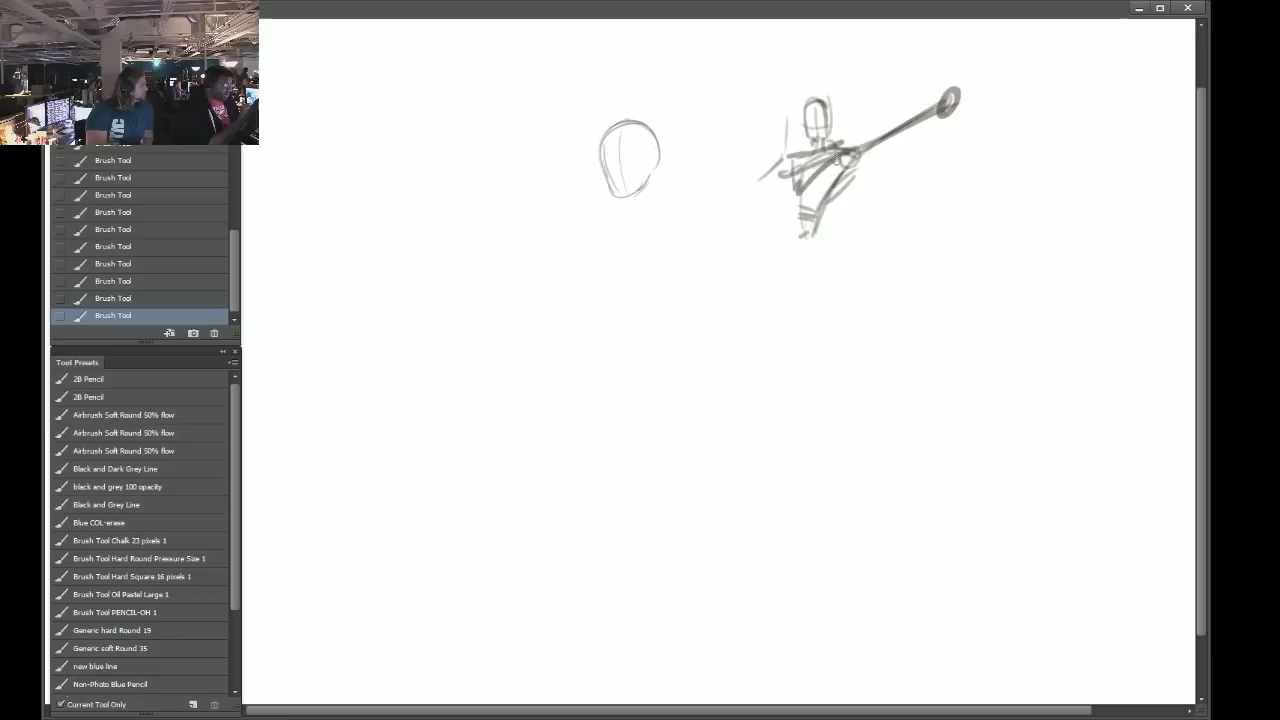 Brush Tool
Brush Tool
Brush Tool
Brush Tool
Brush Tool
Brush Tool
Brush Tool
Brush Tool
Brush Tool
Brush Tool
Tool Presets
2B Pencil
2B Pencil
Airbrush Soft Round 50% flow
Airbrush Soft Round 50% flow
Airbrush Soft Round 50% flow
Black and Dark Grey Line
black and grey 100 opacity
Black and Grey Line
Blue COL-erase
Brush Tool Chalk 23 pixels 1
Brush Tool Hard Round Pressure Size 1
Brush Tool Hard Square 16 pixels 1
Brush Tool Oil Pastel Large 1
Brush Tool PENCIL-OH 1
Generic hard Round 19
Generic soft Round 35
new blue line
Non-Photo Blue Pencil
Current Tool Only